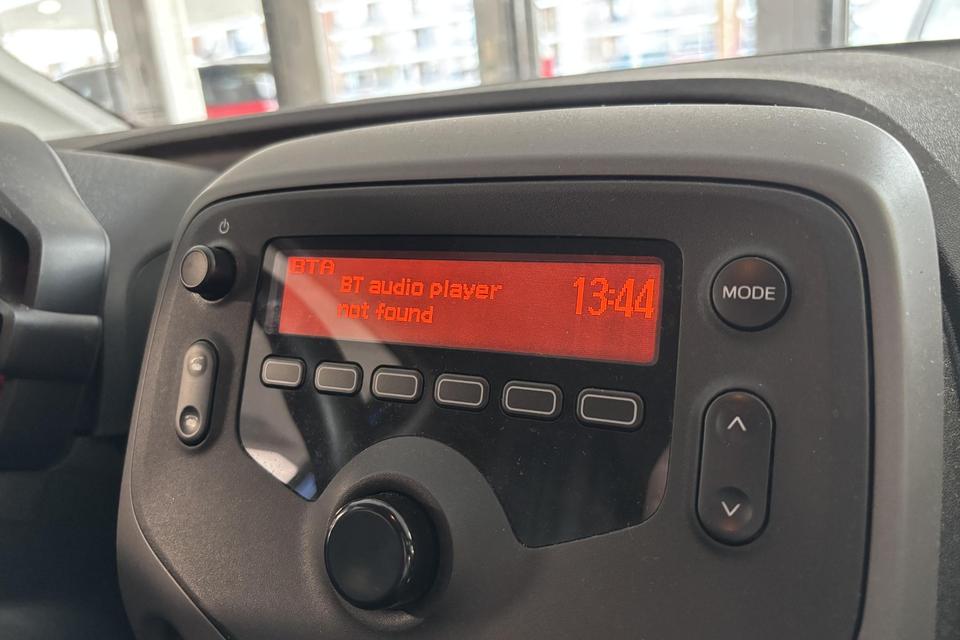 BTA
BT audio player
not found
13:44
MODE